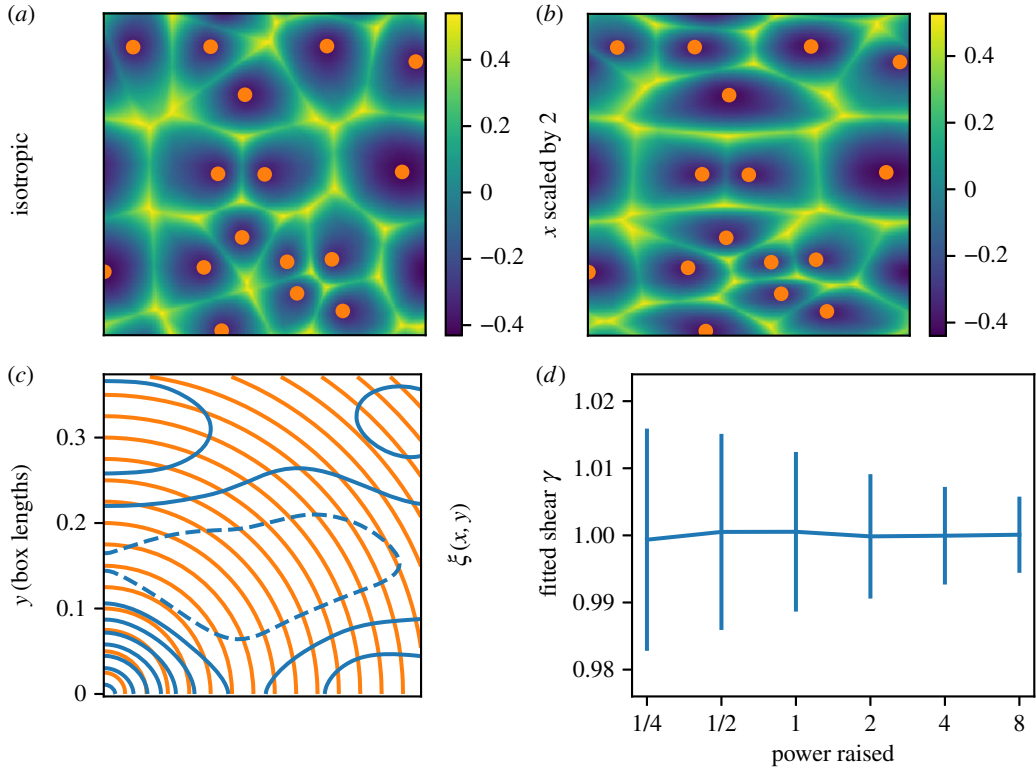 (a)
(b)
isotropic
0.4
0.2
0
−0.2
−0.4
x scaled by 2
0.4
0.2
0
−0.2
−0.4
(c)
(d)
y (box lengths)
0.3
0.2
0.1
0
ξ (x, y)
fitted shear γ
1.02
1.01
1.00
0.99
0.98
1/4
1/2
1
2
4
8
power raised